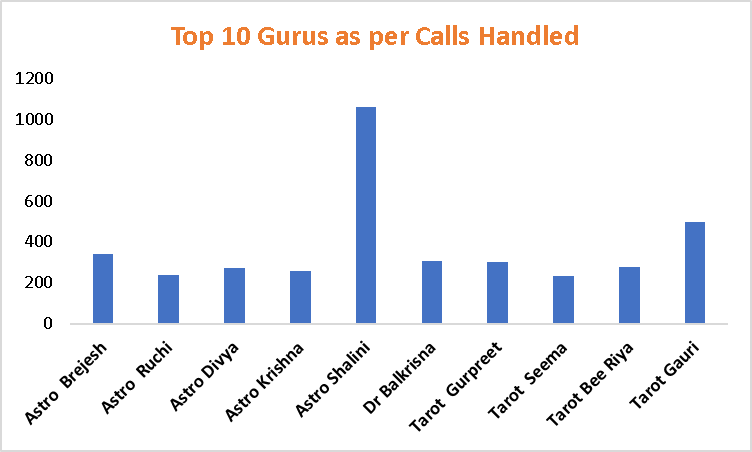 Top 10 Gurus as per Calls Handled
1200
1000
800
600
400
200
0
Astro  Brejesh
Astro  Ruchi
Astro Divya
Astro Krishna
Astro Shalini
Dr Balkrisna
Tarot  Gurpreet
Tarot  Seema
Tarot Bee Riya
Tarot Gauri